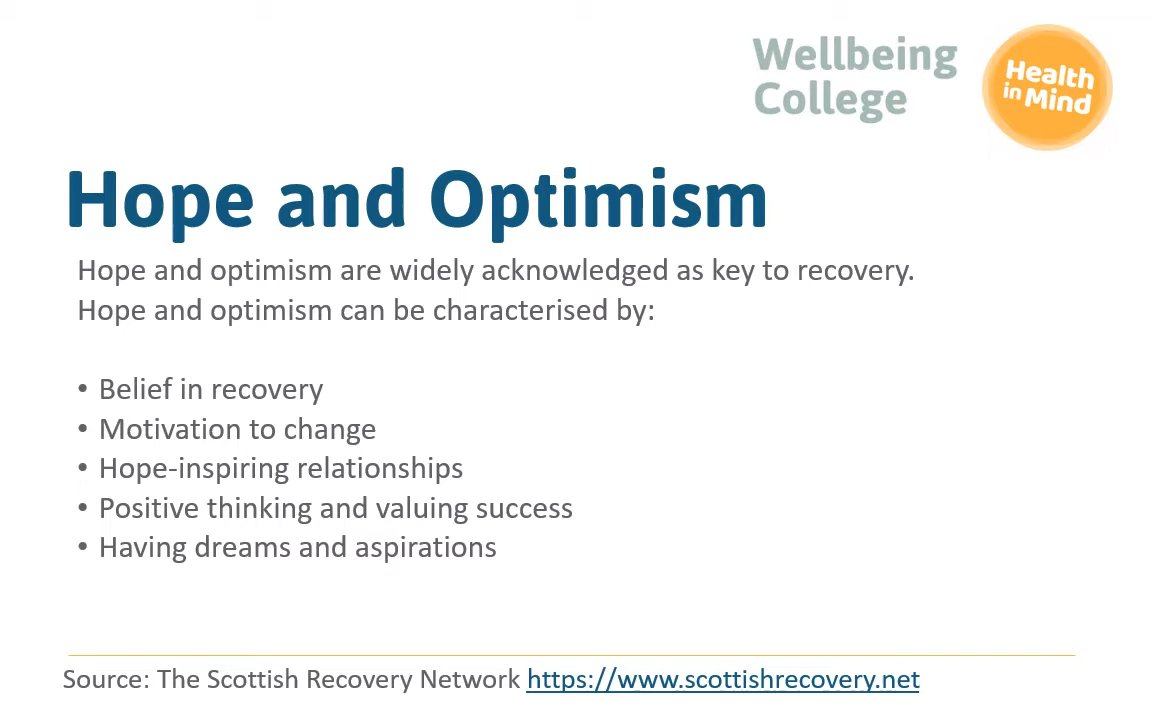 Wellbeing
College
Health
in Mind
Hope and Optimism
Hope and optimism are widely acknowledged as key to recovery.
Hope and optimism can be characterised by:
• Belief in recovery
• Motivation to change
• Hope-inspiring relationships
• Positive thinking and valuing success
• Having dreams and aspirations
Source: The Scottish Recovery Network https://www.scottishrecovery.net